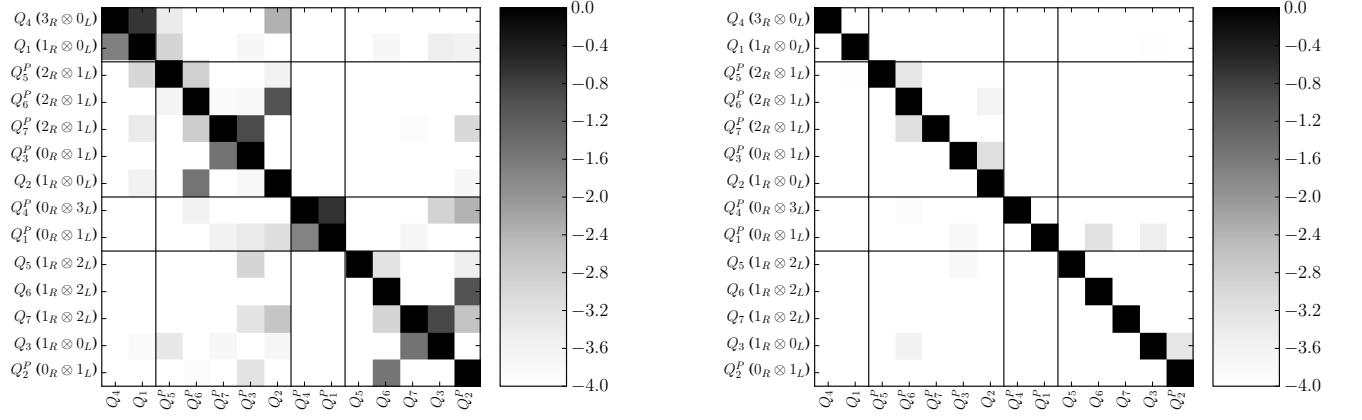 Q_4 (3_R ⊗ 0_L)
Q_1 (1_R ⊗ 0_L)
Q_5^P (2_R ⊗ 1_L)
Q_6^P (2_R ⊗ 1_L)
Q_7^P (2_R ⊗ 1_L)
Q_3^P (0_R ⊗ 1_L)
Q_2 (1_R ⊗ 0_L)
Q_4^P (0_R ⊗ 3_L)
Q_1^P (0_R ⊗ 1_L)
Q_5 (1_R ⊗ 2_L)
Q_6 (1_R ⊗ 2_L)
Q_7 (1_R ⊗ 2_L)
Q_3 (1_R ⊗ 0_L)
Q_2^P (0_R ⊗ 1_L)
Q_4 Q_1 Q_5^P Q_6^P Q_7^P Q_3^P Q_2 Q_4^P Q_1^P Q_5 Q_6 Q_7 Q_3 Q_2^P
0.0
−0.4
−0.8
−1.2
−1.6
−2.0
−2.4
−2.8
−3.2
−3.6
−4.0
Q_4 (3_R ⊗ 0_L)
Q_1 (1_R ⊗ 0_L)
Q_5^P (2_R ⊗ 1_L)
Q_6^P (2_R ⊗ 1_L)
Q_7^P (2_R ⊗ 1_L)
Q_3^P (0_R ⊗ 1_L)
Q_2 (1_R ⊗ 0_L)
Q_4^P (0_R ⊗ 3_L)
Q_1^P (0_R ⊗ 1_L)
Q_5 (1_R ⊗ 2_L)
Q_6 (1_R ⊗ 2_L)
Q_7 (1_R ⊗ 2_L)
Q_3 (1_R ⊗ 0_L)
Q_2^P (0_R ⊗ 1_L)
Q_4 Q_1 Q_5^P Q_6^P Q_7^P Q_3^P Q_2 Q_4^P Q_1^P Q_5 Q_6 Q_7 Q_3 Q_2^P
0.0
−0.4
−0.8
−1.2
−1.6
−2.0
−2.4
−2.8
−3.2
−3.6
−4.0